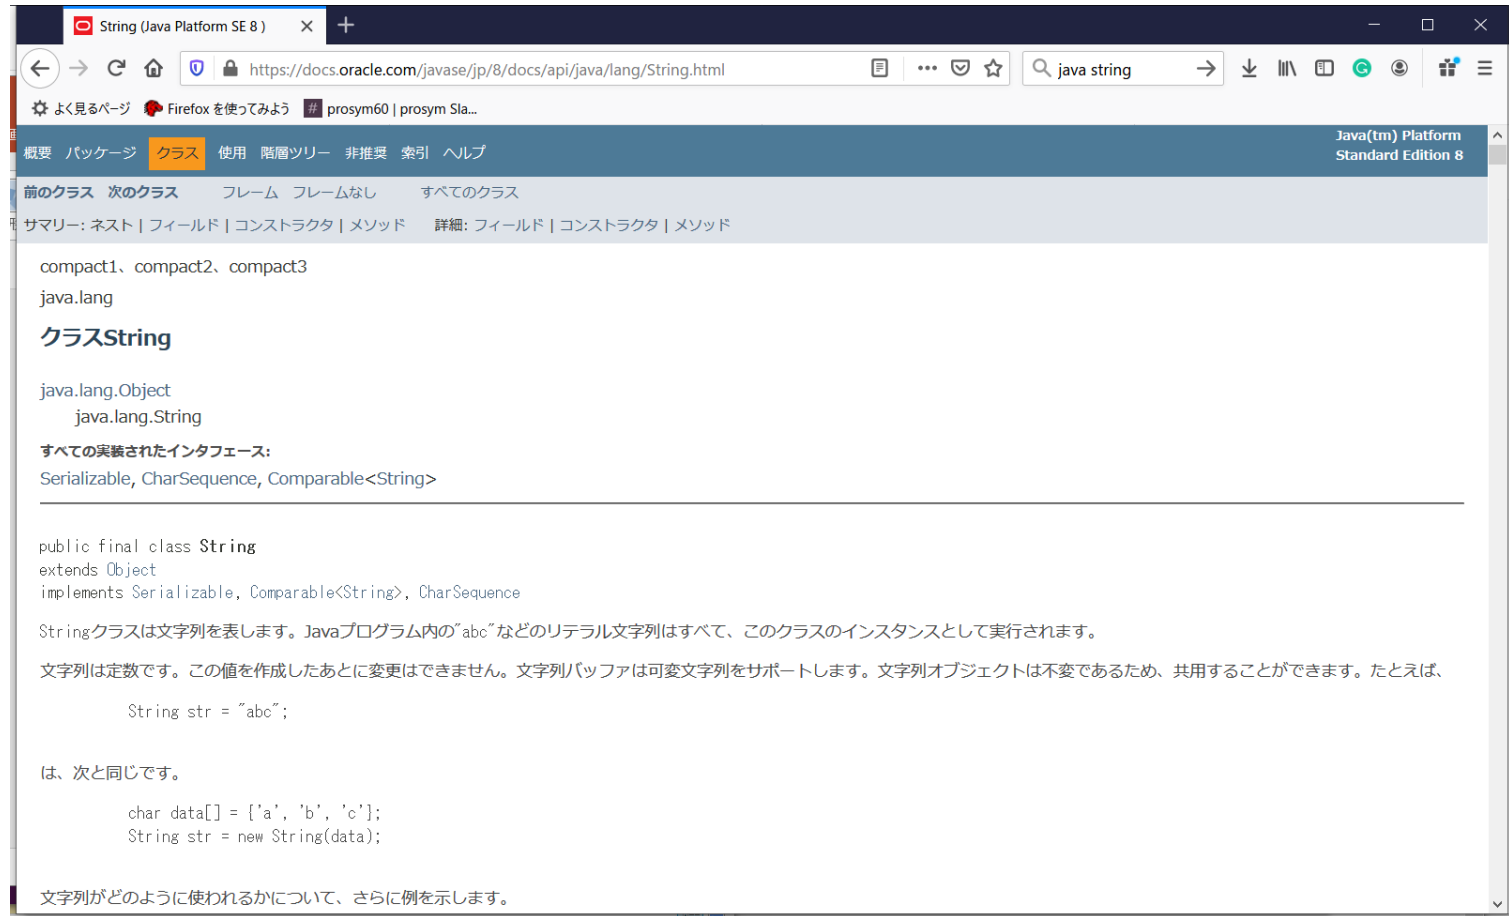 String (Java Platform SE 8 )
https://docs.oracle.com/javase/jp/8/docs/api/java/lang/String.html
java string
よく見るページ Firefox を使ってみよう prosym60 | prosym Sla...
Java(tm) Platform
Standard Edition 8
概要 パッケージ クラス 使用 階層ツリー 非推奨 索引 ヘルプ
前のクラス 次のクラス フレーム フレームなし すべてのクラス
サマリー: ネスト | フィールド | コンストラクタ | メソッド 詳細: フィールド | コンストラクタ | メソッド
compact1、compact2、compact3
java.lang
クラスString
java.lang.Object
java.lang.String
すべての実装されたインタフェース:
Serializable, CharSequence, Comparable<String>
public final class String
extends Object
implements Serializable, Comparable<String>, CharSequence
Stringクラスは文字列を表します。Javaプログラム内の"abc"などのリテラル文字列はすべて、このクラスのインスタンスとして実行されます。
文字列は定数です。この値を作成したあとに変更はできません。文字列バッファは可変文字列をサポートします。文字列オブジェクトは不変であるため、共用することができます。たとえば、
String str = "abc";
は、次と同じです。
char data[] = {'a', 'b', 'c'};
String str = new String(data);
文字列がどのように使われるかについて、さらに例を示します。